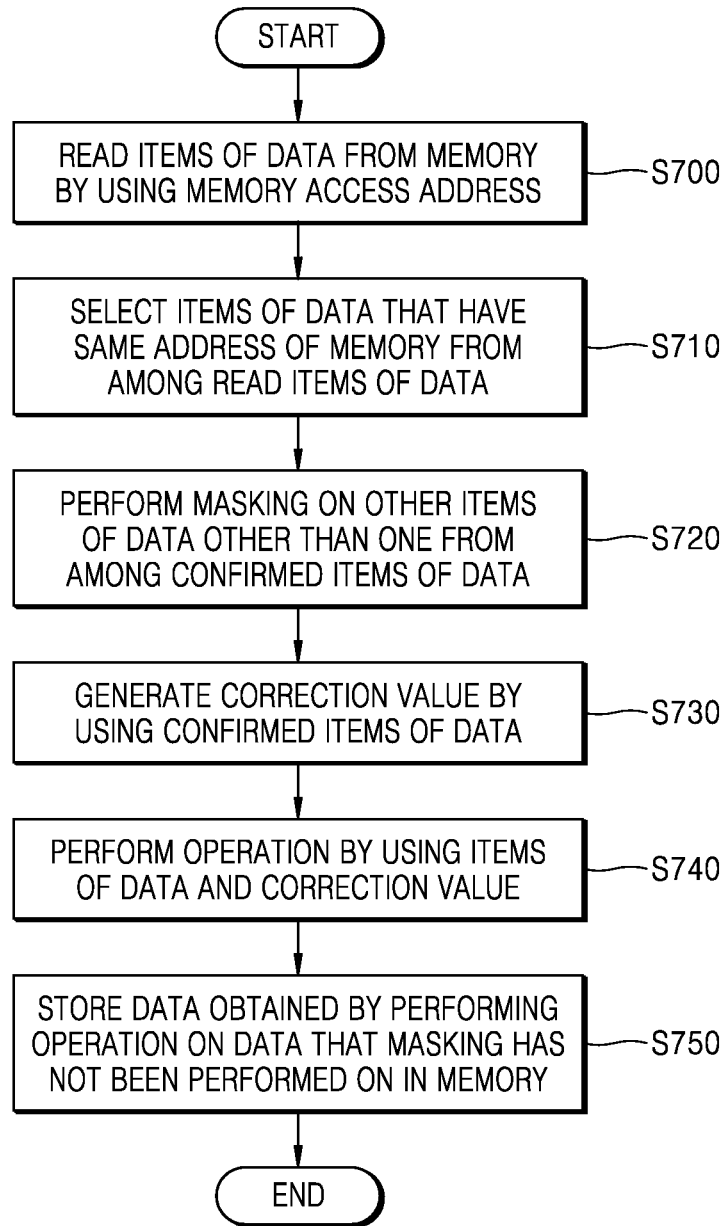 START
READ ITEMS OF DATA FROM MEMORY
BY USING MEMORY ACCESS ADDRESS
S700
SELECT ITEMS OF DATA THAT HAVE
SAME ADDRESS OF MEMORY FROM
AMONG READ ITEMS OF DATA
S710
PERFORM MASKING ON OTHER ITEMS
OF DATA OTHER THAN ONE FROM
AMONG CONFIRMED ITEMS OF DATA
S720
GENERATE CORRECTION VALUE BY
USING CONFIRMED ITEMS OF DATA
S730
PERFORM OPERATION BY USING ITEMS
OF DATA AND CORRECTION VALUE
S740
STORE DATA OBTAINED BY PERFORMING
OPERATION ON DATA THAT MASKING HAS
NOT BEEN PERFORMED ON IN MEMORY
S750
END